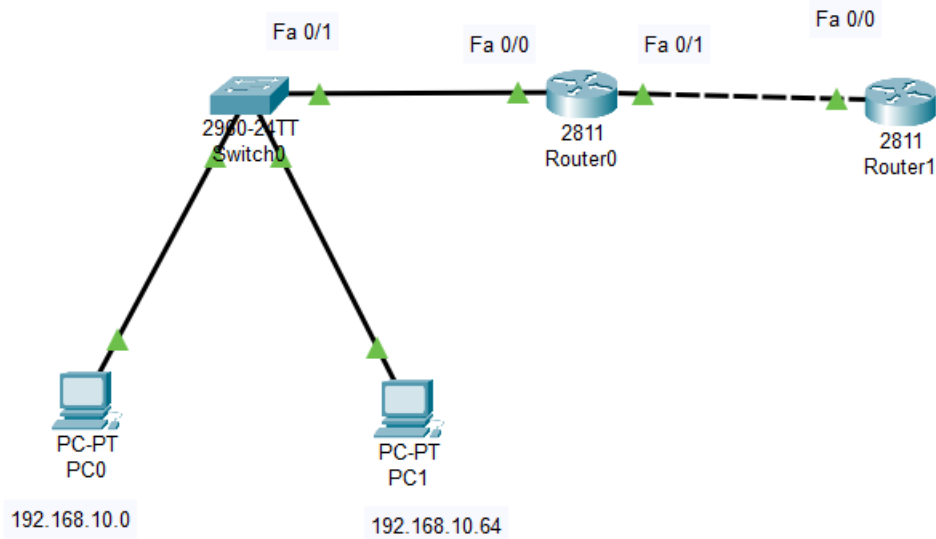 Fa 0/0
Fa 0/1
Fa 0/0
Fa 0/1
2960-24TT
Switch0
2811
Router0
2811
Router1
PC-PT
PC0
PC-PT
PC1
192.168.10.0
192.168.10.64